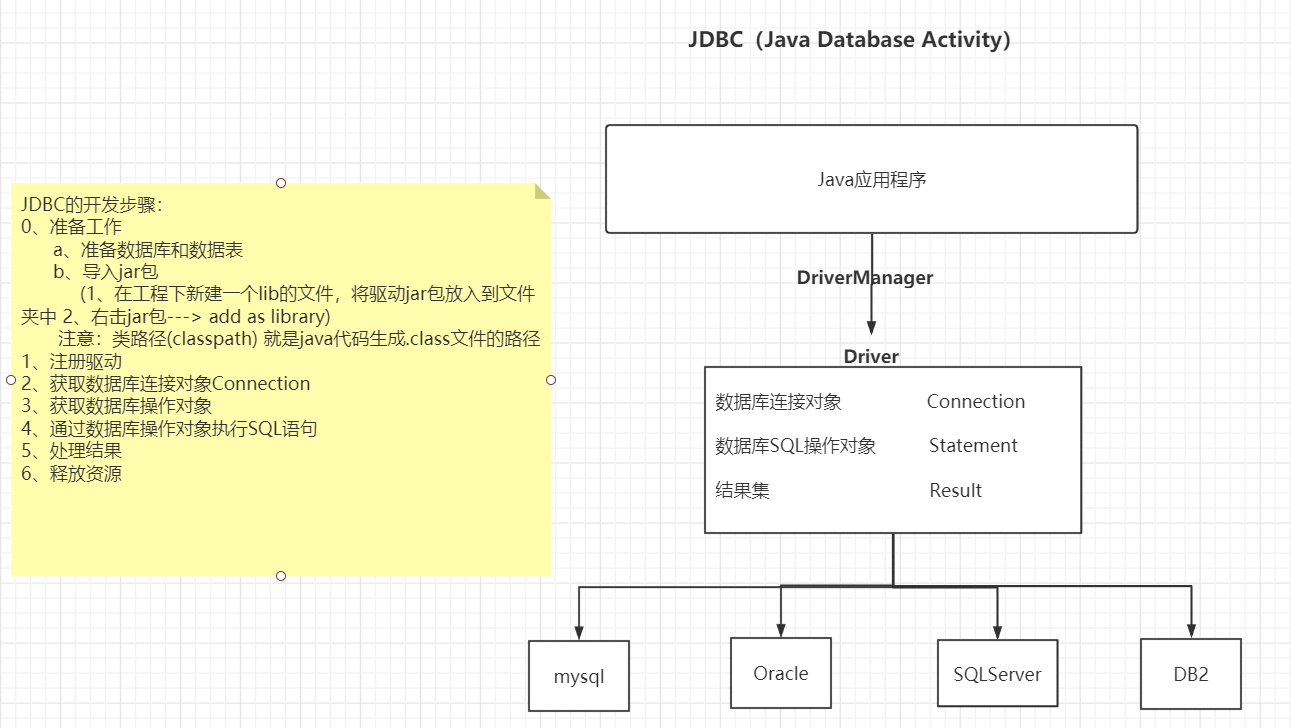 JDBC（Java Database Activity）
Java应用程序
DriverManager
Driver
数据库连接对象 Connection
数据库SQL操作对象 Statement
结果集 Result
mysql
Oracle
SQLServer
DB2
JDBC的开发步骤：
0、准备工作
a、准备数据库和数据表
b、导入jar包
(1、在工程下新建一个lib的文件，将驱动jar包放入到文件
夹中 2、右击jar包---> add as library)
注意：类路径(classpath) 就是java代码生成.class文件的路径
1、注册驱动
2、获取数据库连接对象Connection
3、获取数据库操作对象
4、通过数据库操作对象执行SQL语句
5、处理结果
6、释放资源